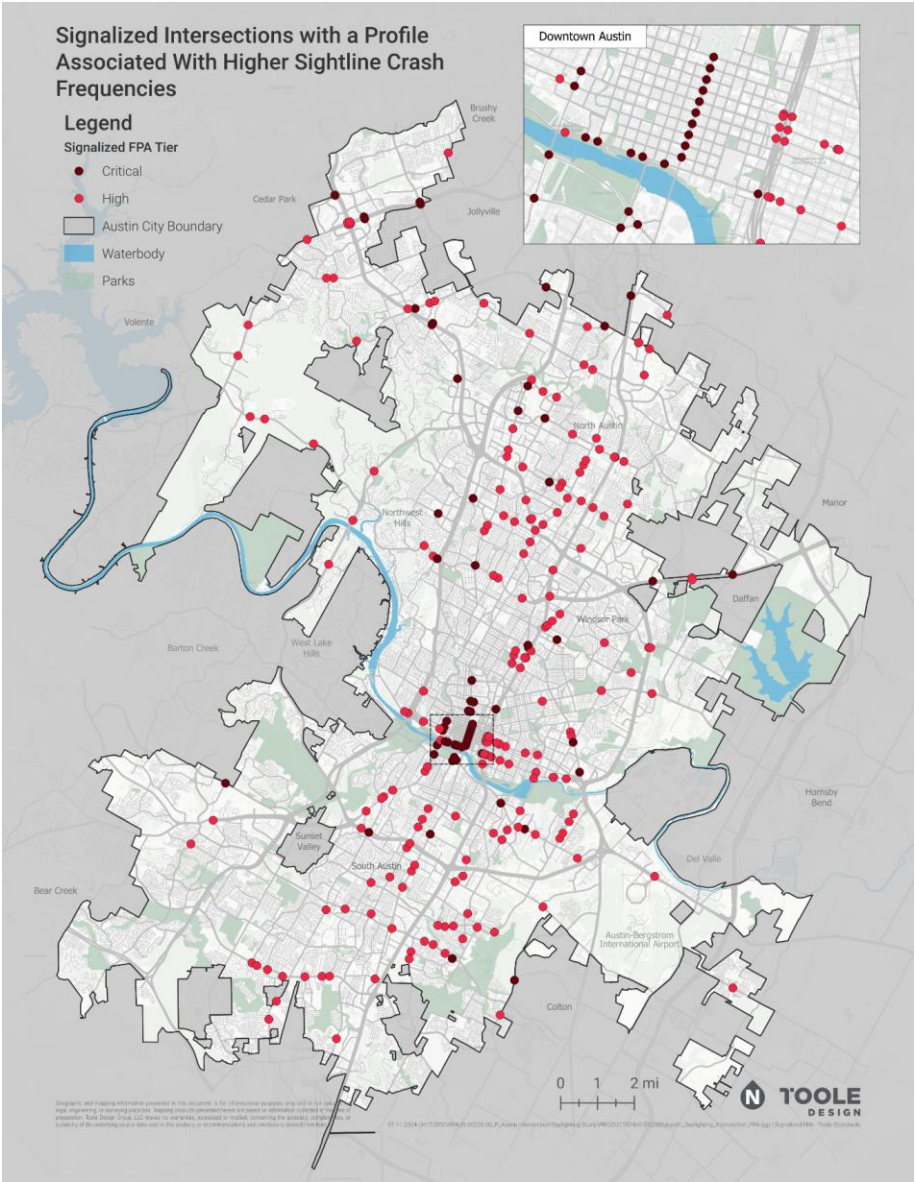 Signalized Intersections with a Profile
Associated With Higher Sightline Crash
Frequencies
Legend
Signalized FPA Tier
Critical
High
Austin City Boundary
Waterbody
Parks
Downtown Austin
Brushy
Creek
Cedar Park
Jollyville
Volente
North Austin
Manor
Northwest
Hills
Daffan
Windsor Park
West Lake
Hills
Barton Creek
Hornsby
Bend
Sunset
Valley
Del Valle
South Austin
Bear Creek
Austin-Bergstrom
International Airport
Colton
0 1 2 mi
N
TOOLE
DESIGN